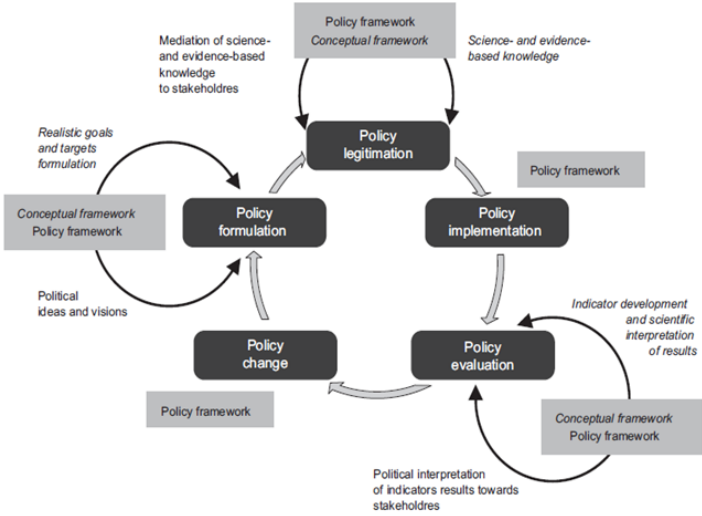 Policy framework
Conceptual framework
Mediation of science-
and evidence-based
knowledge
to stakeholdres
Science- and evidence-
based knowledge
Policy
legitimation
Realistic goals
and targets
formulation
Policy framework
Conceptual framework
Policy framework
Policy
formulation
Policy
implementation
Political
ideas and visions
Indicator development
and scientific
interpretation
of results
Policy
change
Policy
evaluation
Policy framework
Conceptual framework
Policy framework
Political interpretation
of indicators results towards
stakeholdres